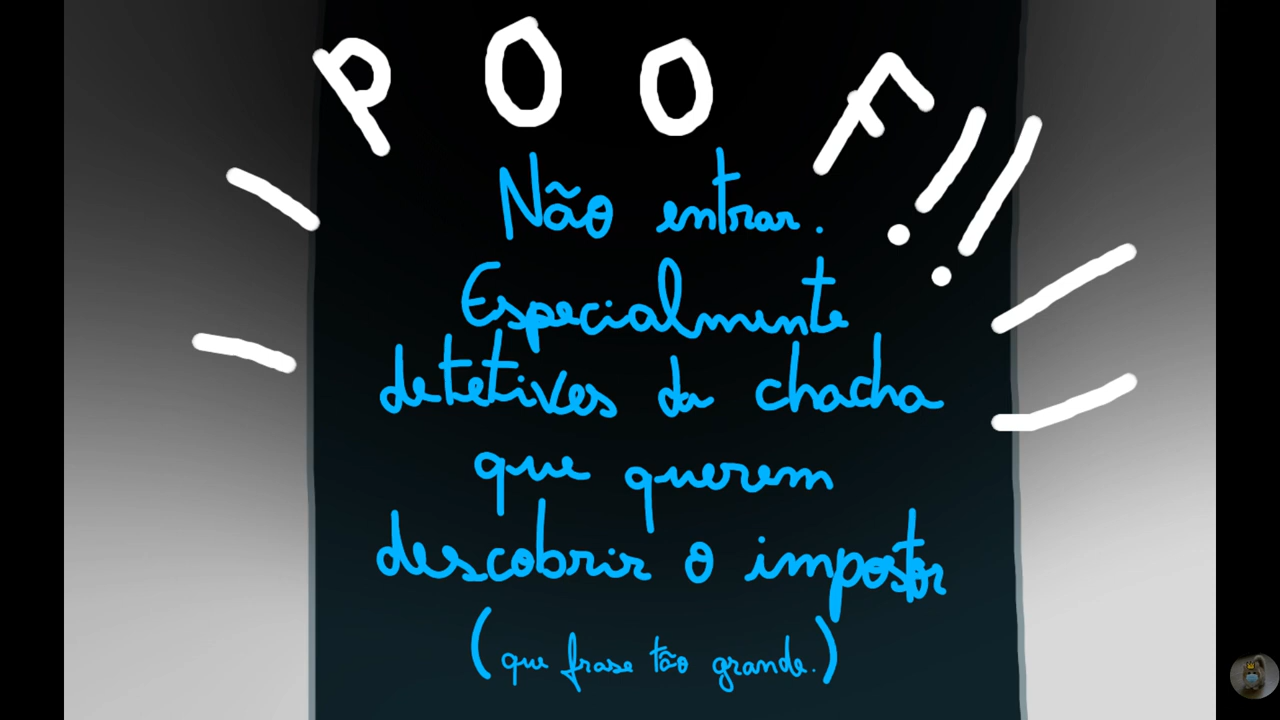 POOF!!
Não entrar.
Especialmente
detetives da chacha
que querem
descobrir o impostor
(que frase tão grande.)